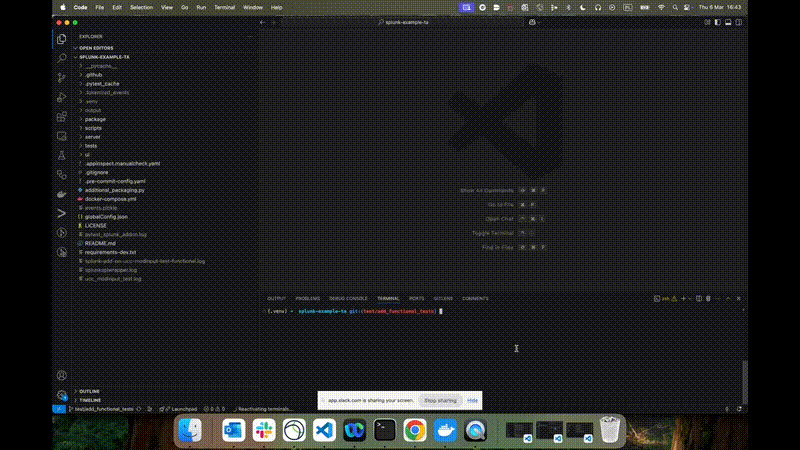 Code File Edit Selection View Go Run Terminal Window Help Thu 6 Mar 16:43
splunk-example-ta
EXPLORER
OPEN EDITORS
SPLUNK-EXAMPLE-TA
__pycache__
.github
.pytest_cache
.tokenized_events
.venv
output
package
scripts
server
tests
ui
.appinspect.manualcheck.yaml
.gitignore
.pre-commit-config.yaml
additional_packaging.py
docker-compose.yml
events.pickle
globalConfig.json
LICENSE
pytest_splunk_addon.log
README.md
requirements-dev.txt
splunk-add-on-ucc-modinput-test-functional.log
splunksplwrapper.log
ucc_modinput_test.log
OUTLINE
TIMELINE
Show All Commands
Go to File
Open Chat
Toggle Terminal
Find in Files
OUTPUT PROBLEMS DEBUG CONSOLE TERMINAL PORTS GITLENS COMMENTS
zsh
(.venv) splunk-example-ta git:(test/add_functional_tests)
app.slack.com is sharing your screen. Stop sharing Hide
test/add_functional_tests Launchpad 0 0 Reactivating terminals...